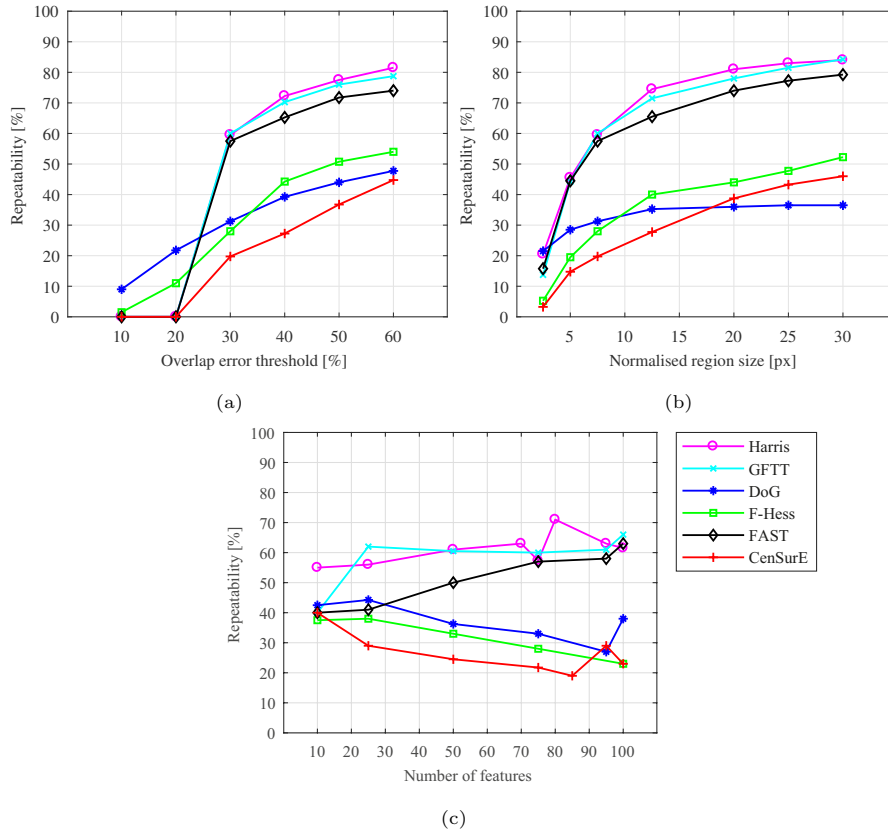 100
90
80
70
60
50
40
30
20
10
0
Repeatability [%]
10 20 30 40 50 60
Overlap error threshold [%]
(a)
100
90
80
70
60
50
40
30
20
10
0
Repeatability [%]
5 10 15 20 25 30
Normalised region size [px]
(b)
100
90
80
70
60
50
40
30
20
10
0
Repeatability [%]
10 20 30 40 50 60 70 80 90 100
Number of features
(c)
Harris
GFTT
DoG
F-Hess
FAST
CenSurE